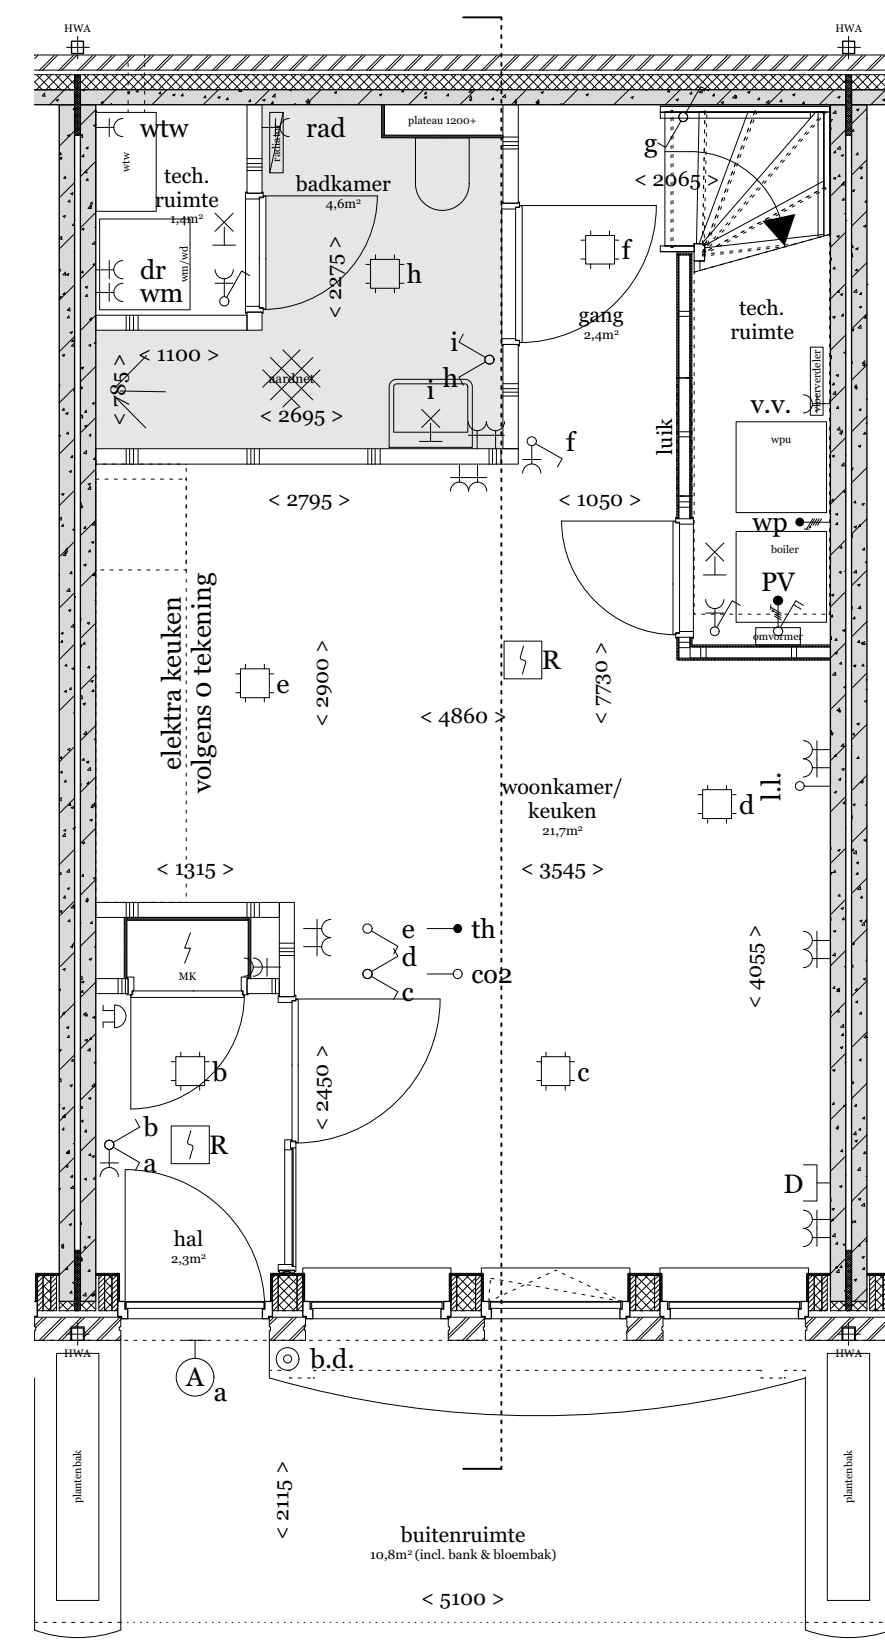 HWA
HWA
wtw
wtw
tech.
ruimte
1,4m²
radiator
rad
plateau 1200+
badkamer
4,6m²
g
< 2065 >
dr
wm
wm/wd
< 2275 >
h
f
gang
2,4m²
tech.
ruimte
< 1100 >
< 785 >
aardnet
< 2695 >
i
h
i
vloerverdeler
v.v.
wpu
luik
f
< 2795 >
< 1050 >
wp
boiler
PV
omvormer
elektra keuken
volgens 0 tekening
e
< 2900 >
R
< 7730 >
< 4860 >
woonkamer/
keuken
21,7m²
d
l.l.
< 1315 >
< 3545 >
MK
e
th
d
co2
c
< 4055 >
b
< 2450 >
c
b
R
a
D
hal
2,3m²
HWA
HWA
b.d.
A
a
plantenbak
plantenbak
< 2115 >
buitenruimte
10,8m² (incl. bank & bloembak)
< 5100 >